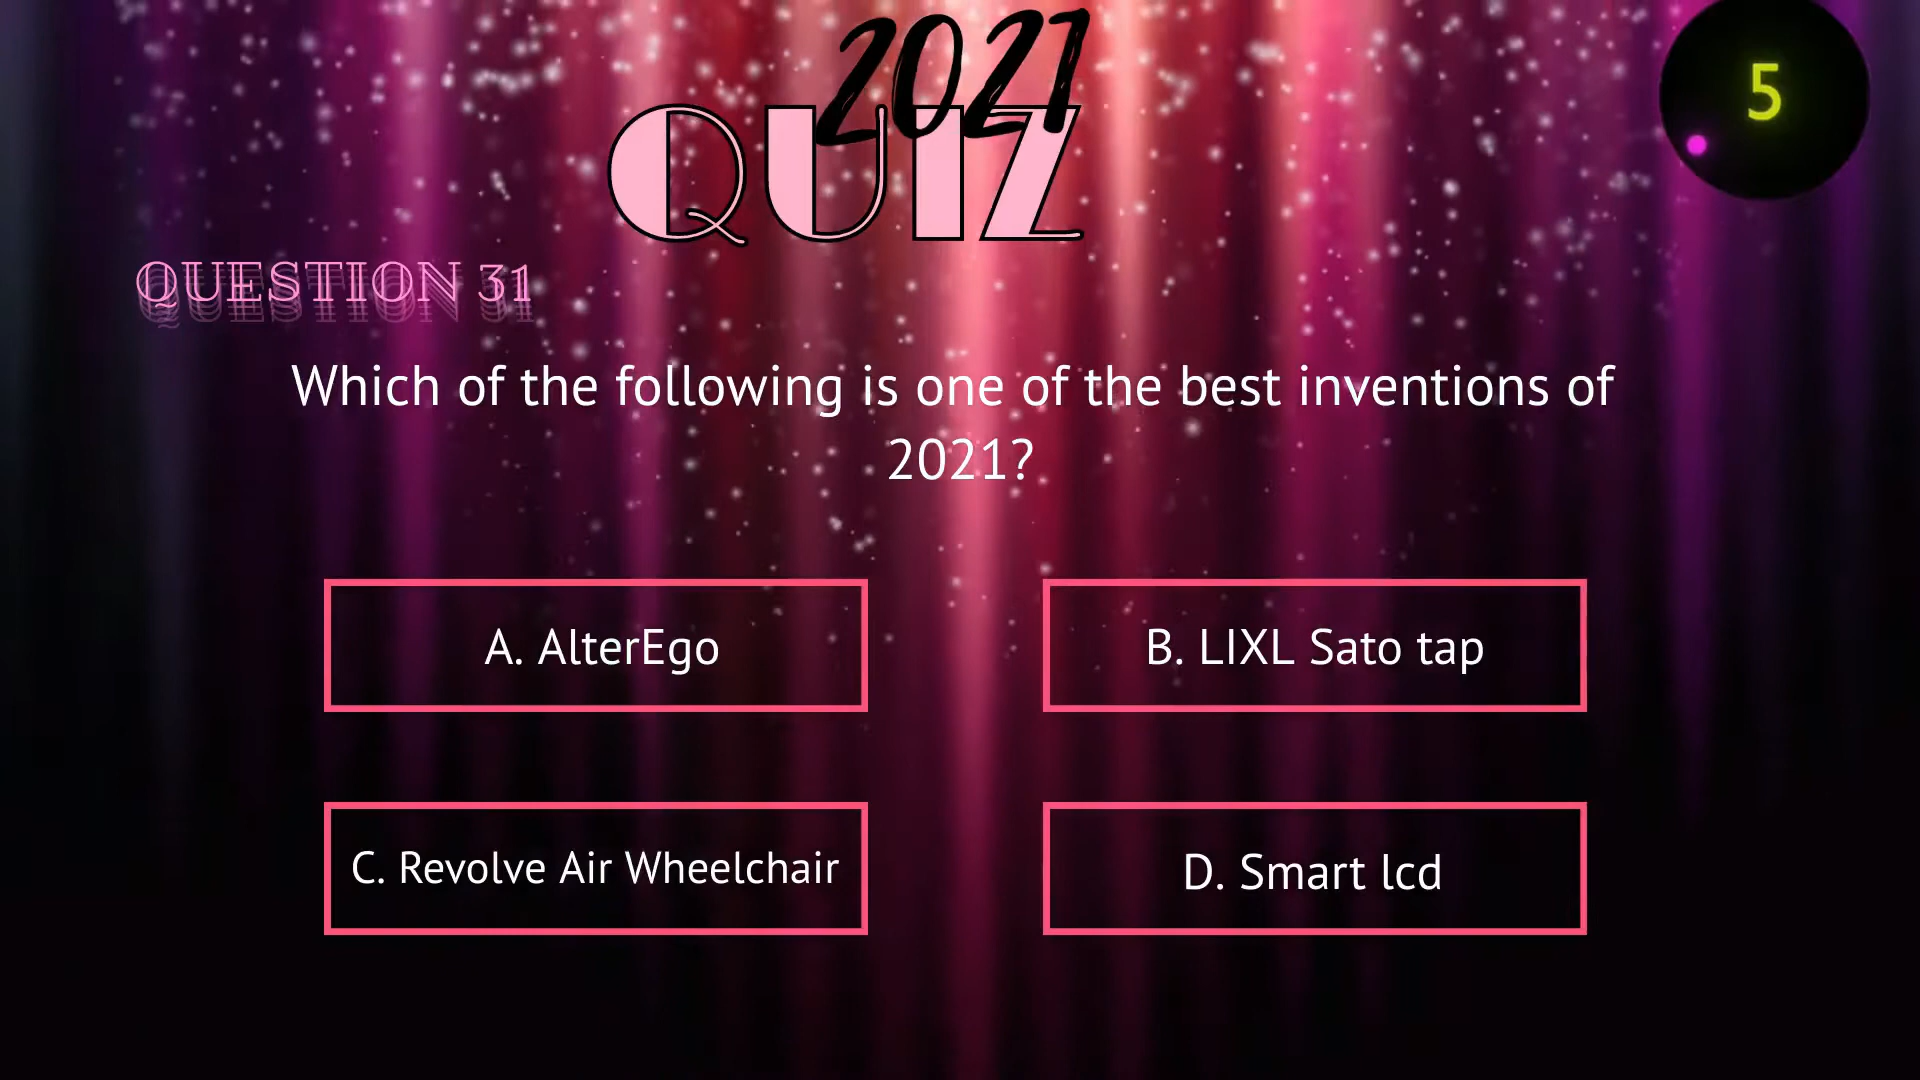 2021
QUIZ
5
QUESTION 31
Which of the following is one of the best inventions of
2021?
A. AlterEgo
B. LIXL Sato tap
C. Revolve Air Wheelchair
D. Smart lcd